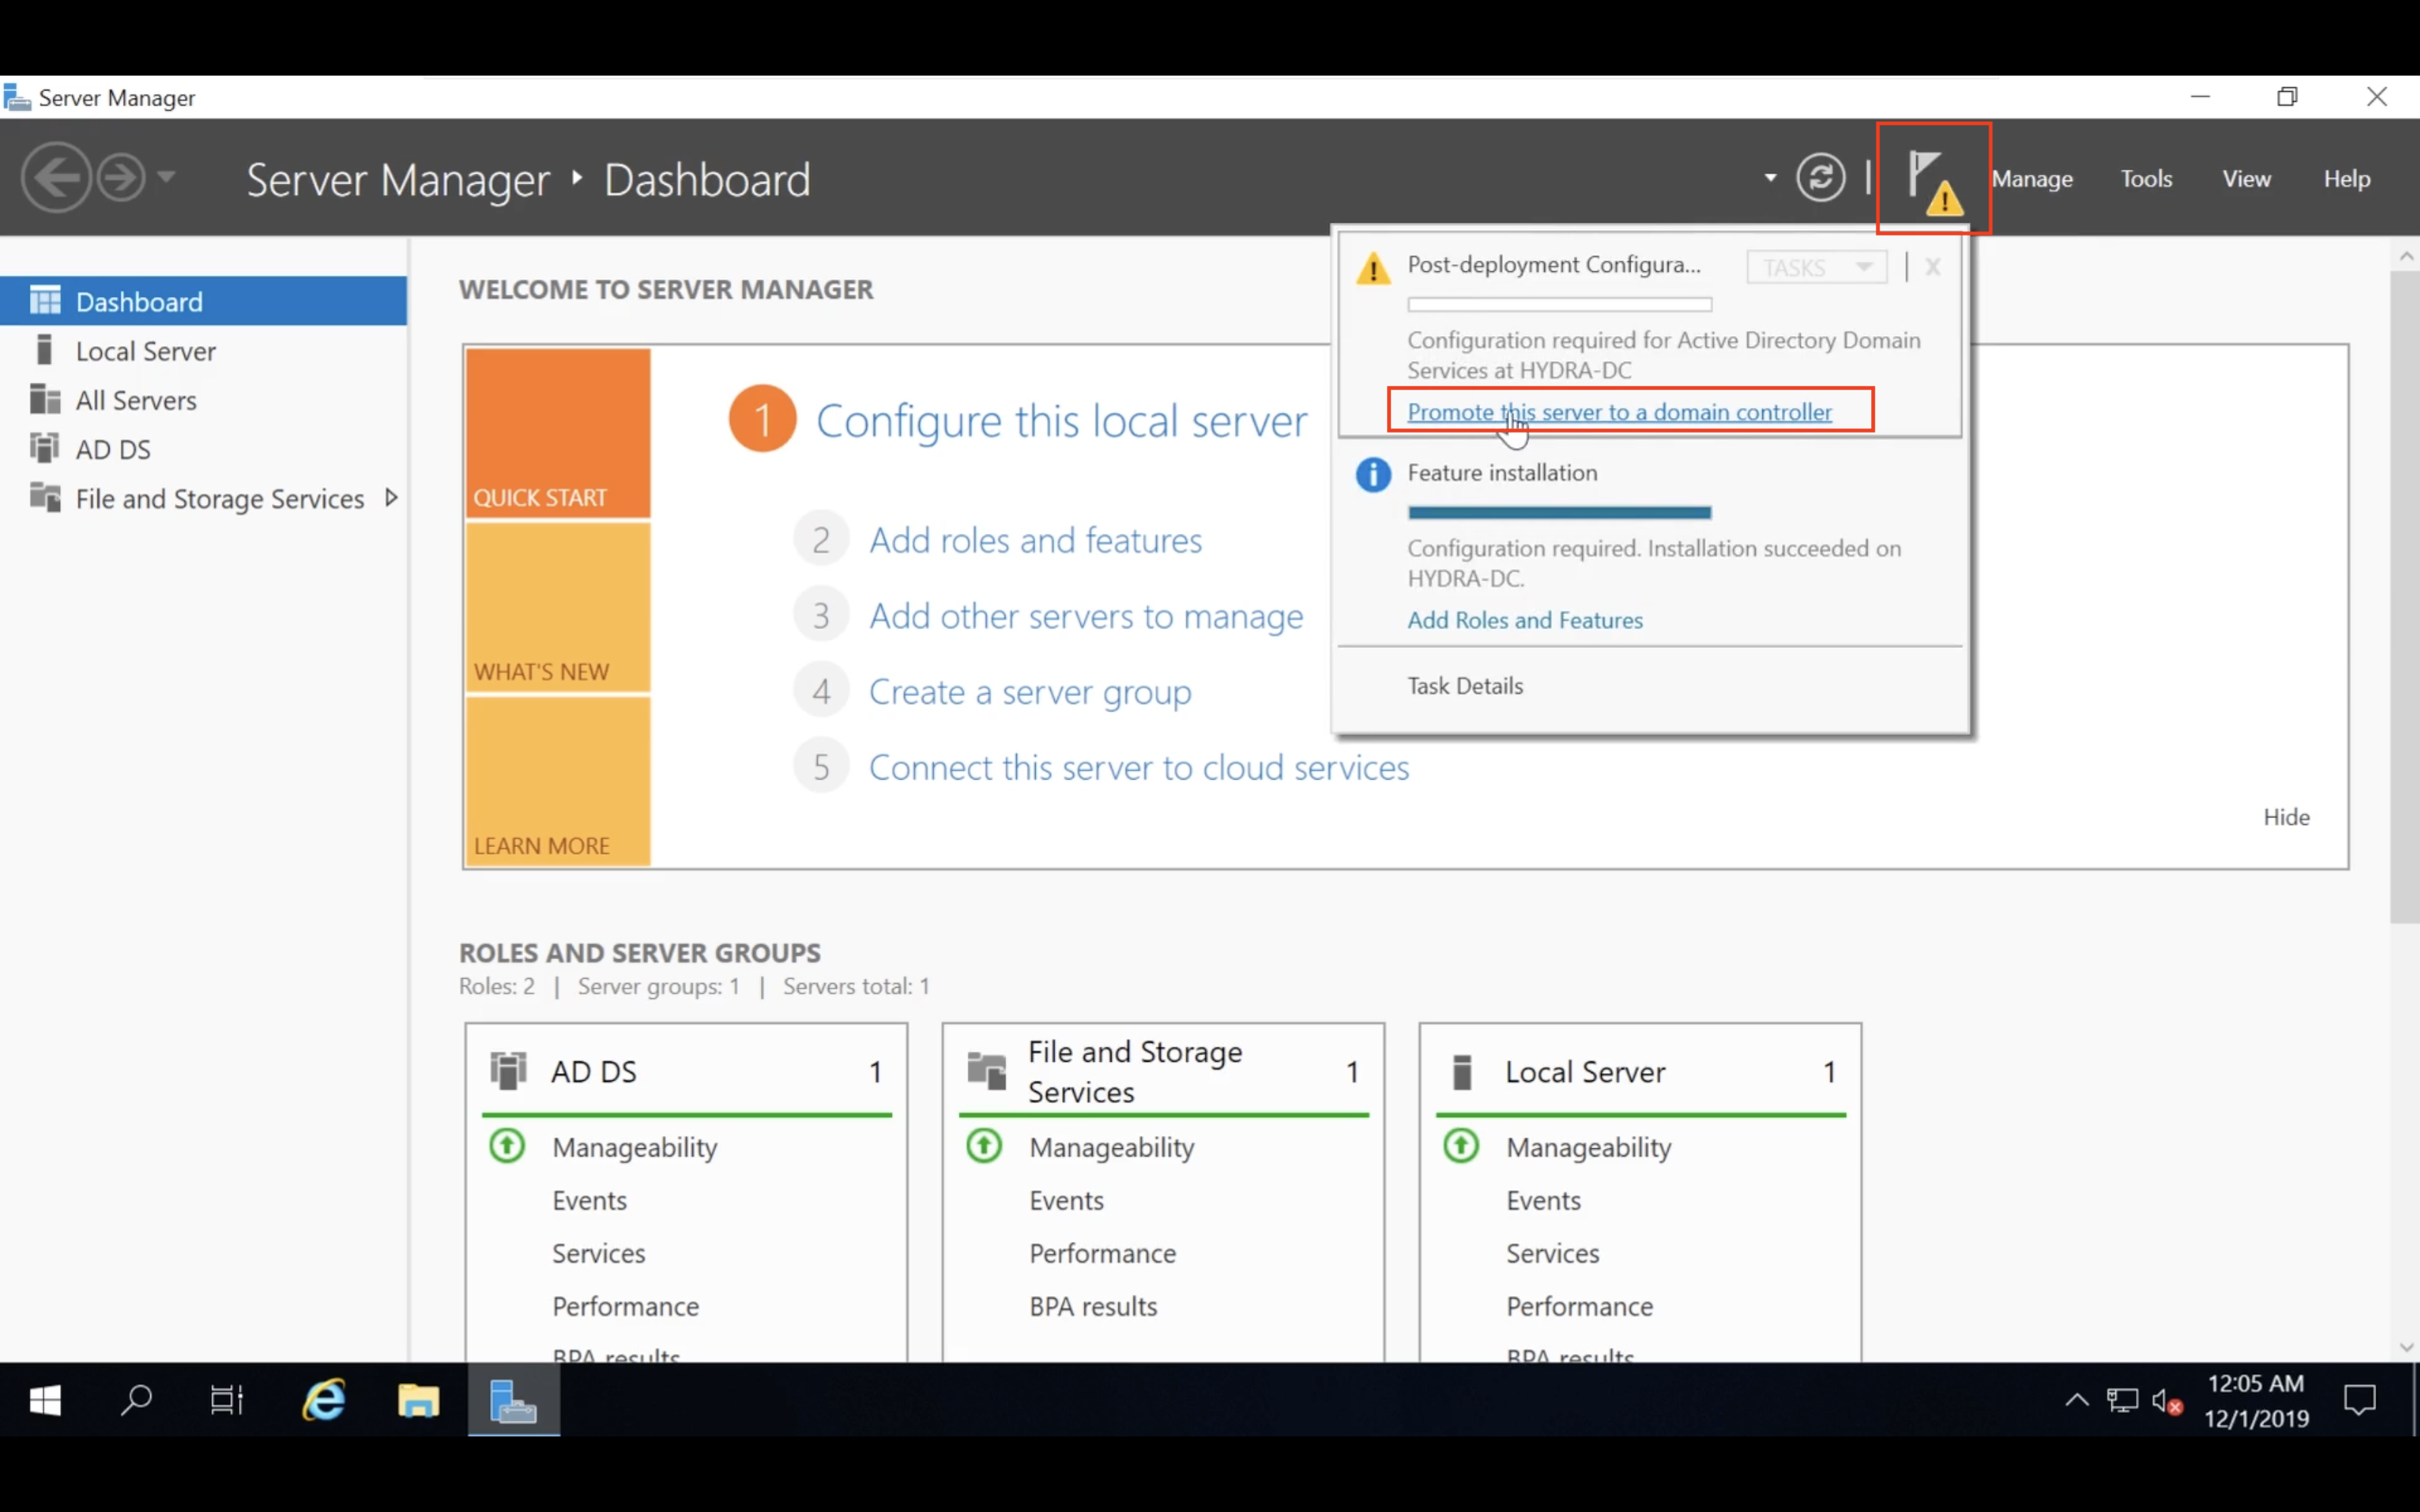 Server Manager
Server Manager ‣ Dashboard
Manage
Tools
View
Help
Dashboard
Local Server
All Servers
AD DS
File and Storage Services
WELCOME TO SERVER MANAGER
QUICK START
WHAT'S NEW
LEARN MORE
1 Configure this local server
2 Add roles and features
3 Add other servers to manage
4 Create a server group
5 Connect this server to cloud services
Hide
Post-deployment Configura...
TASKS
X
Configuration required for Active Directory Domain
Services at HYDRA-DC
Promote this server to a domain controller
Feature installation
Configuration required. Installation succeeded on
HYDRA-DC.
Add Roles and Features
Task Details
ROLES AND SERVER GROUPS
Roles: 2 | Server groups: 1 | Servers total: 1
AD DS 1
Manageability
Events
Services
Performance
BPA results
File and Storage
Services 1
Manageability
Events
Performance
BPA results
Local Server 1
Manageability
Events
Services
Performance
BPA results
12:05 AM
12/1/2019